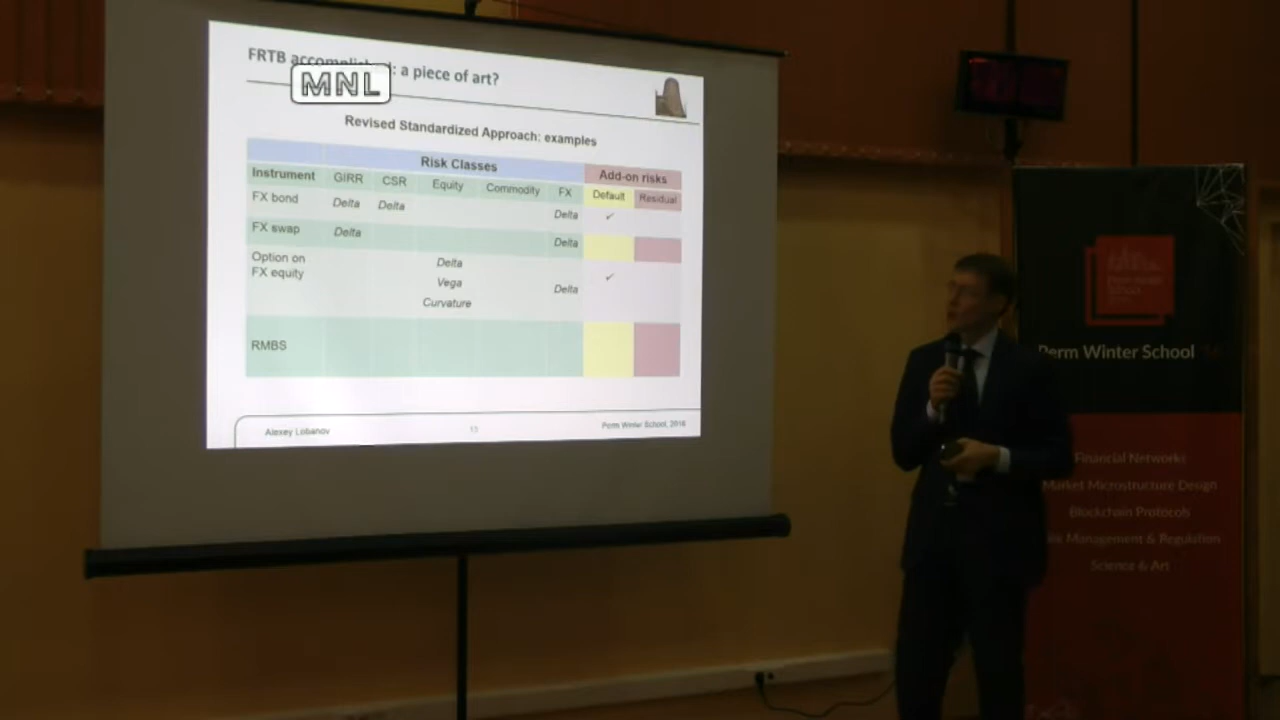 FRTB accomplished: a piece of art?
MNL
Revised Standardized Approach: examples
Risk Classes Add-on risks
Instrument GIRR CSR Equity Commodity FX Default Residual
FX bond Delta Delta Delta ✓
FX swap Delta Delta
Option on
FX equity
Delta
Vega
Curvature
Delta ✓
RMBS
Alexey Lobanov 13 Perm Winter School, 2016
Perm Winter School
Financial Networks
Market Microstructure Design
Blockchain Protocols
Management & Regulation
Science & Art